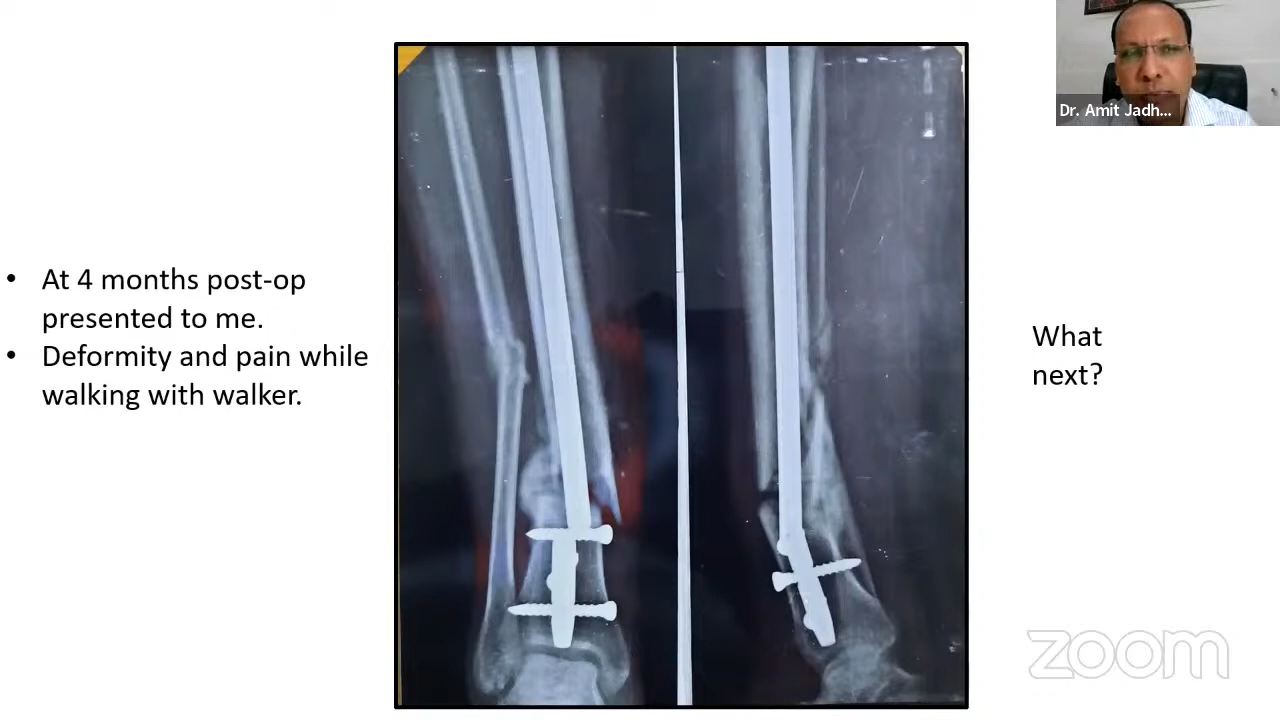 Dr. Amit Jadh...
• At 4 months post-op
presented to me.
• Deformity and pain while
walking with walker.
What
next?
zoom